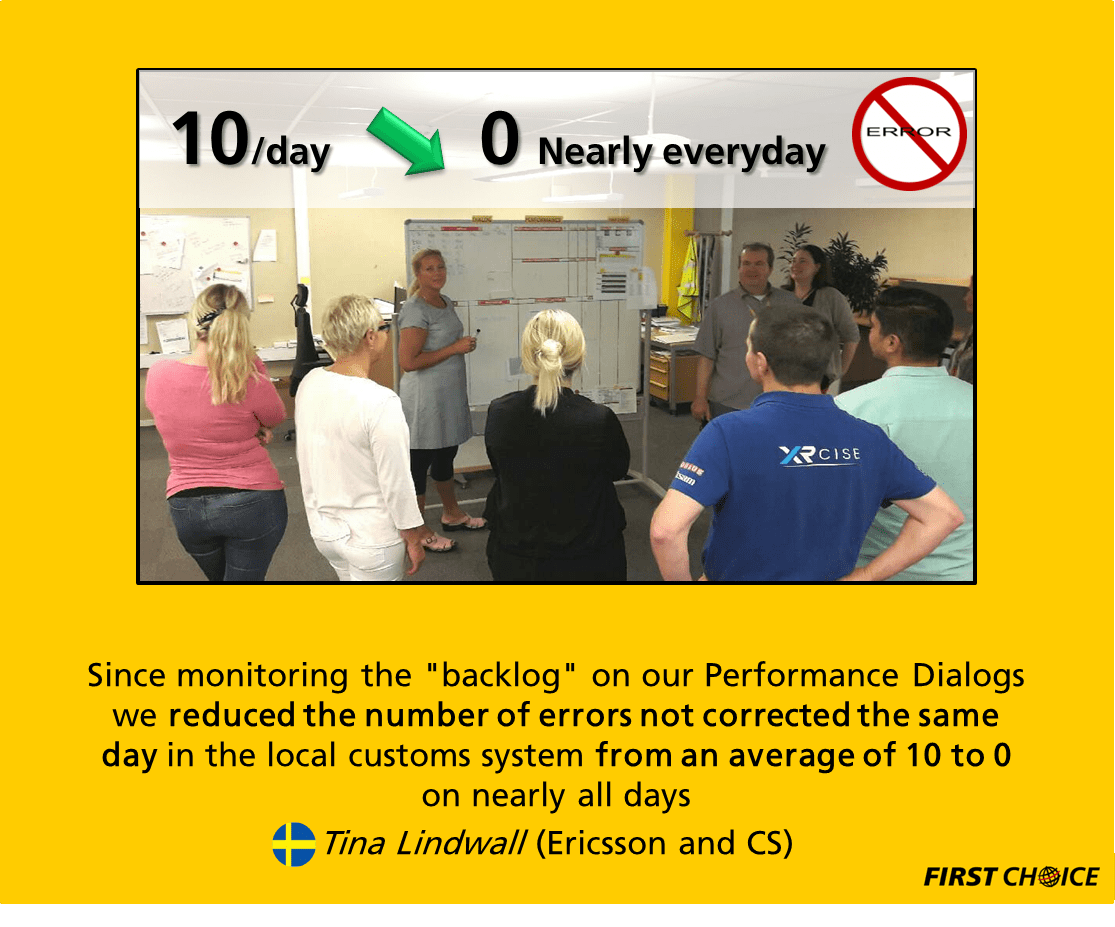 10/day 0 Nearly everyday
ERROR
PERFORMANCE
XRCISE
Since monitoring the "backlog" on our Performance Dialogs
we reduced the number of errors not corrected the same
day in the local customs system from an average of 10 to 0
on nearly all days
Tina Lindwall (Ericsson and CS)
FIRST CHOICE